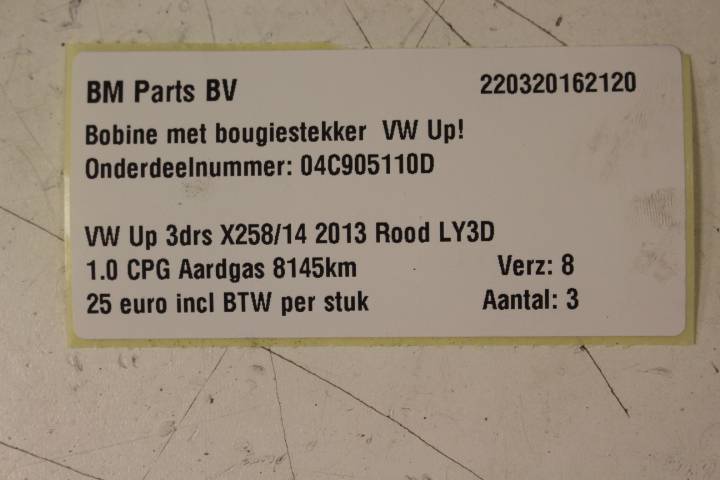 BM Parts BV 220320162120
Bobine met bougiestekker VW Up!
Onderdeelnummer: 04C905110D
VW Up 3drs X258/14 2013 Rood LY3D
1.0 CPG Aardgas 8145km Verz: 8
25 euro incl BTW per stuk Aantal: 3